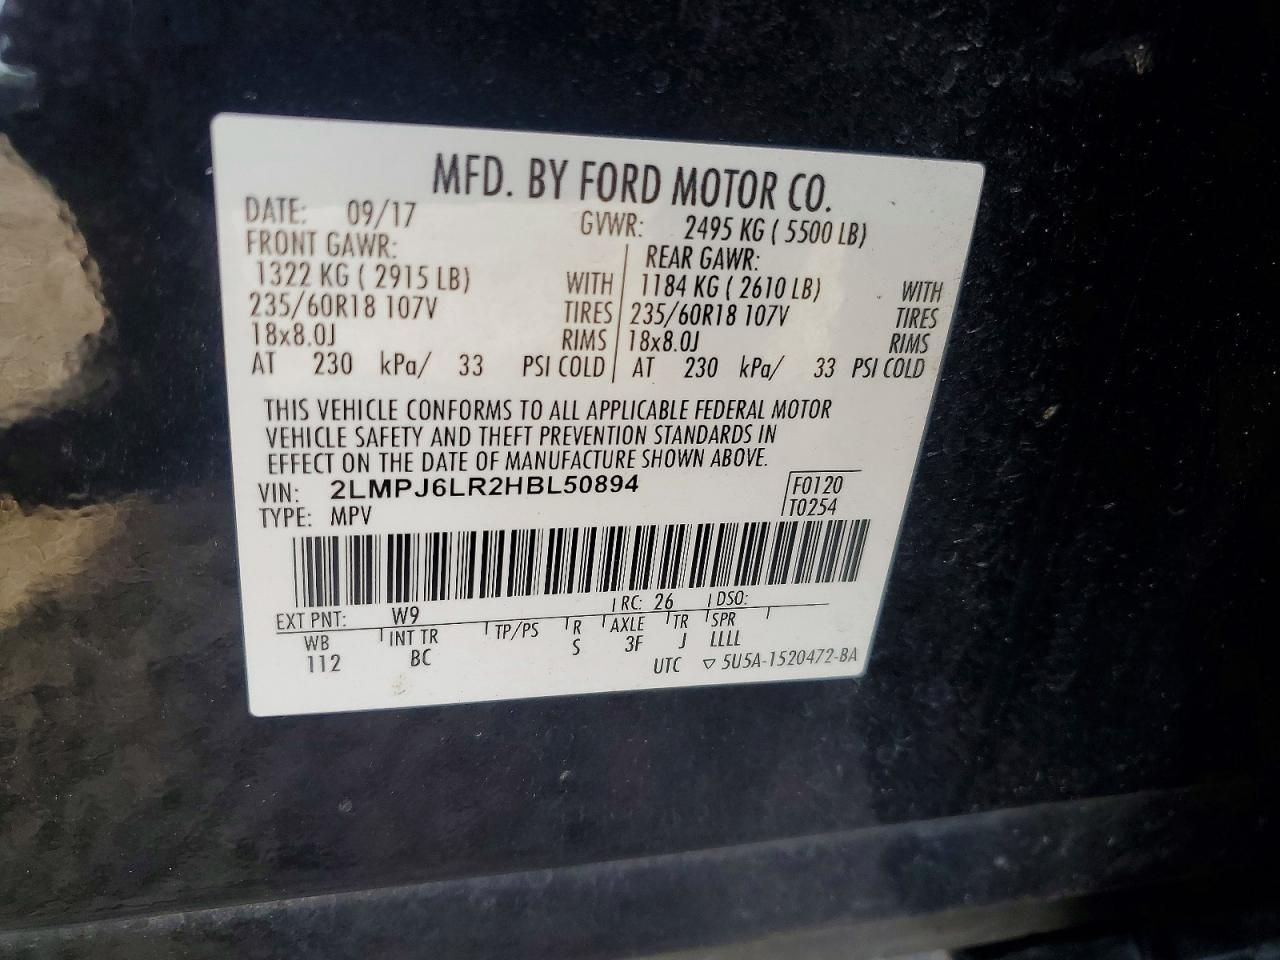 MFD. BY FORD MOTOR CO.
DATE: 09/17 GVWR: 2495 KG ( 5500 LB)
FRONT GAWR: REAR GAWR:
1322 KG ( 2915 LB) WITH 1184 KG ( 2610 LB) WITH
235/60R18 107V TIRES 235/60R18 107V TIRES
18x8.0J RIMS 18x8.0J RIMS
AT 230 kPa/ 33 PSI COLD AT 230 kPa/ 33 PSI COLD
THIS VEHICLE CONFORMS TO ALL APPLICABLE FEDERAL MOTOR
VEHICLE SAFETY AND THEFT PREVENTION STANDARDS IN
EFFECT ON THE DATE OF MANUFACTURE SHOWN ABOVE.
VIN: 2LMPJ6LR2HBL50894 F0120
TYPE: MPV T0254
EXT PNT: W9 RC: 26 DSO:
WB INT TR TP/PS R AXLE TR SPR
112 BC S 3F J LLLL
UTC ▽ 5U5A-1520472-BA